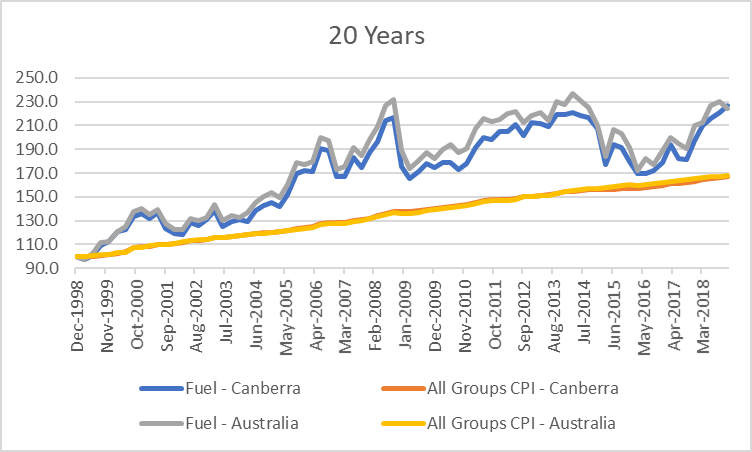 20 Years
250.0
230.0
210.0
190.0
170.0
150.0
130.0
110.0
90.0
Dec-1998
Nov-1999
Oct-2000
Sep-2001
Aug-2002
Jul-2003
Jun-2004
May-2005
Apr-2006
Mar-2007
Feb-2008
Jan-2009
Dec-2009
Nov-2010
Oct-2011
Sep-2012
Aug-2013
Jul-2014
Jun-2015
May-2016
Apr-2017
Mar-2018
Fuel - Canberra
All Groups CPI - Canberra
Fuel - Australia
All Groups CPI - Australia